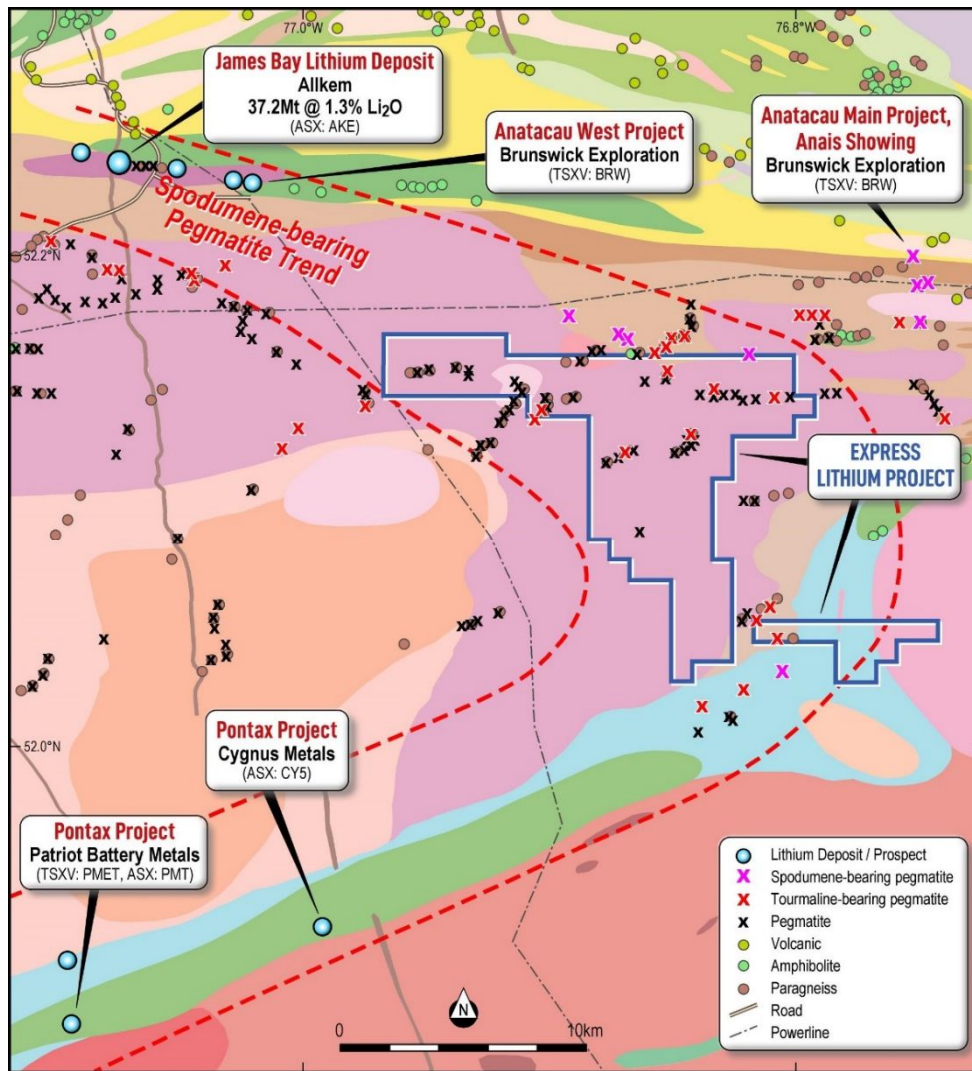 77.0°W
76.8°W
James Bay Lithium Deposit
Allkem
37.2Mt @ 1.3% Li₂O
(ASX: AKE)
Anatacau West Project
Brunswick Exploration
(TSXV: BRW)
Anatacau Main Project,
Anais Showing
Brunswick Exploration
(TSXV: BRW)
Spodumene-bearing
Pegmatite Trend
52.2°N
EXPRESS
LITHIUM PROJECT
52.0°N
Pontax Project
Cygnus Metals
(ASX: CY5)
Pontax Project
Patriot Battery Metals
(TSXV: PMET, ASX: PMT)
Lithium Deposit / Prospect
Spodumene-bearing pegmatite
Tourmaline-bearing pegmatite
Pegmatite
Volcanic
Amphibolite
Paragneiss
Road
Powerline
N
0 10km